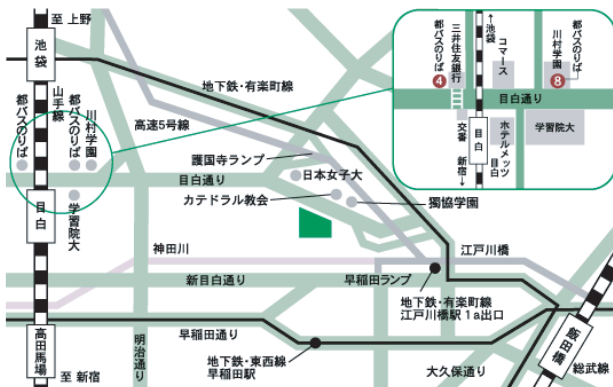 至 上野
池袋
山手線
都バスのりば
都バスのりば
川村学園
地下鉄・有楽町線
高速5号線
護国寺ランプ
目白通り
日本女子大
カテドラル教会
獨協学園
目白
学習院大
神田川
江戸川橋
新目白通り
早稲田ランプ
地下鉄・有楽町線
江戸川橋駅 1a出口
早稲田通り
高田馬場
明治通り
地下鉄・東西線
早稲田駅
大久保通り
飯田橋
総武線
至 新宿
都バスのりば
4
三井住友銀行
←池袋
コマース
川村学園
都バスのりば
8
目白通り
交番
目白
新宿→
ホテルメッツ
目白
学習院大